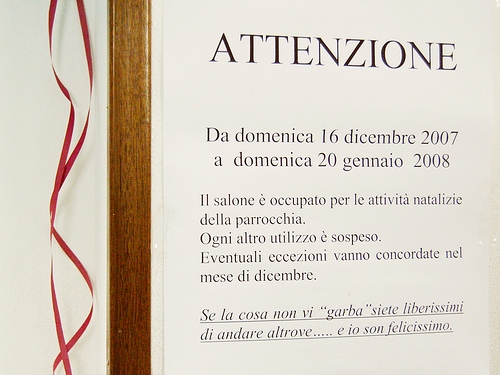 ATTENZIONE
Da domenica 16 dicembre 2007
a domenica 20 gennaio 2008
Il salone è occupato per le attività natalizie
della parrocchia.
Ogni altro utilizzo è sospeso.
Eventuali eccezioni vanno concordate nel
mese di dicembre.
Se la cosa non vi “garba”siete liberissimi
di andare altrove..... e io son felicissimo.